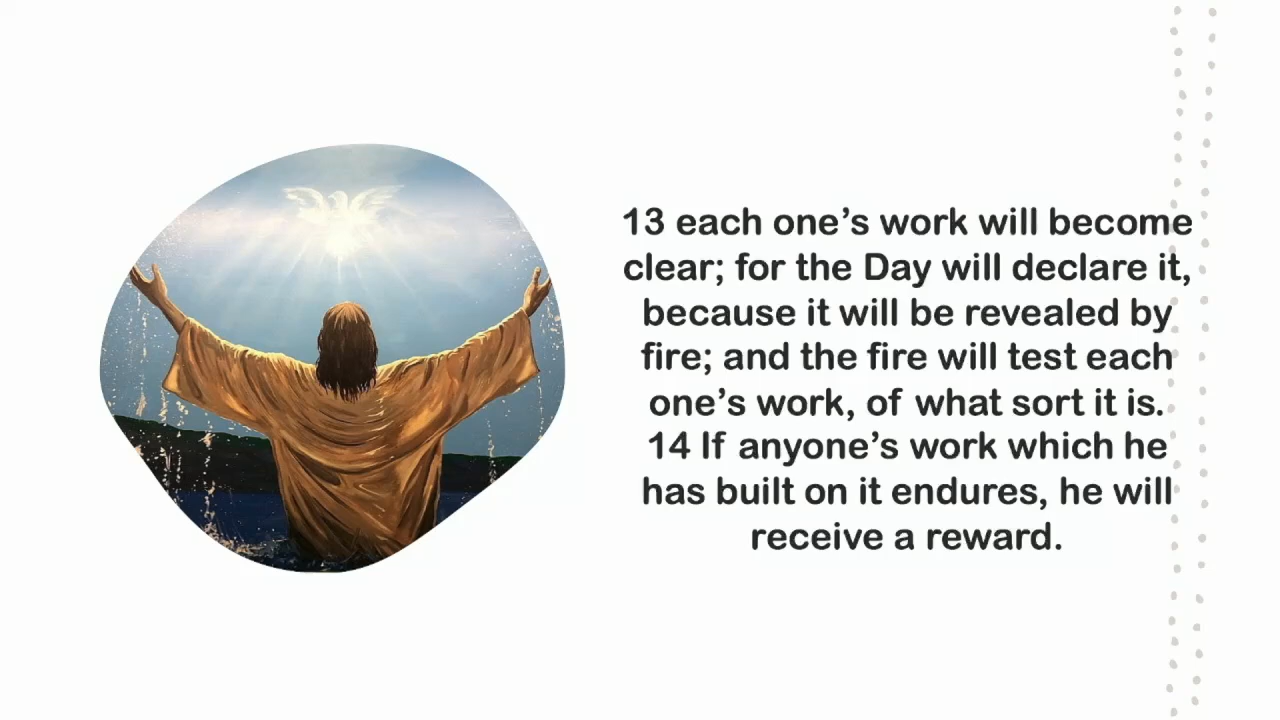 13 each one’s work will become
clear; for the Day will declare it,
because it will be revealed by
fire; and the fire will test each
one’s work, of what sort it is.
14 If anyone’s work which he
has built on it endures, he will
receive a reward.